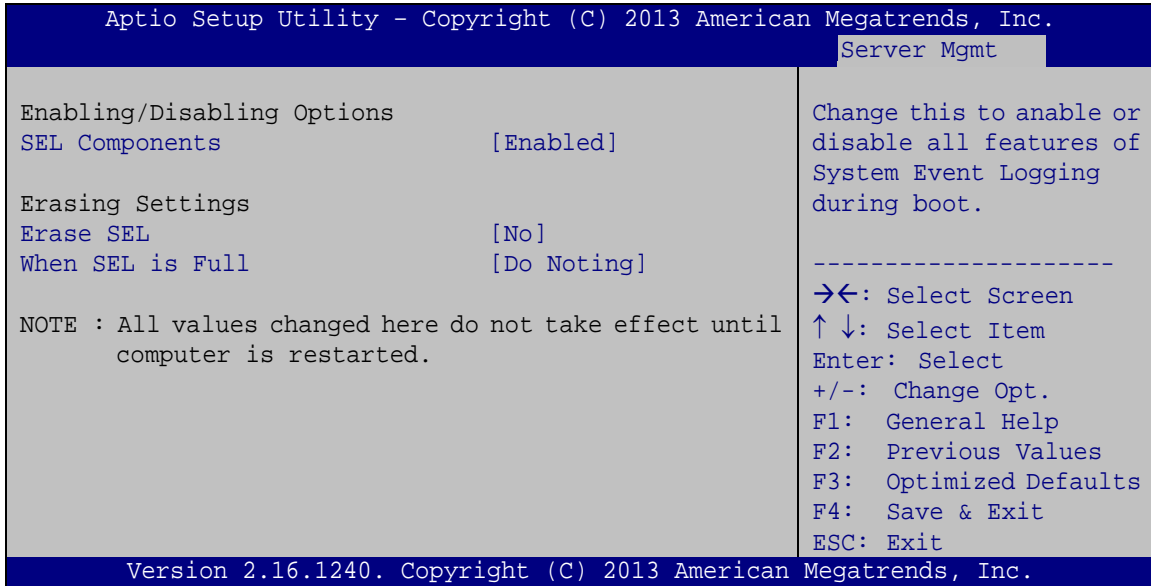 Aptio Setup Utility – Copyright (C) 2013 American Megatrends, Inc.
Server Mgmt
Enabling/Disabling Options
SEL Components [Enabled]
Erasing Settings
Erase SEL [No]
When SEL is Full [Do Noting]
NOTE : All values changed here do not take effect until
computer is restarted.
Change this to anable or
disable all features of
System Event Logging
during boot.
---------------------
→←: Select Screen
↑ ↓: Select Item
Enter: Select
+/-: Change Opt.
F1: General Help
F2: Previous Values
F3: Optimized Defaults
F4: Save & Exit
ESC: Exit
Version 2.16.1240. Copyright (C) 2013 American Megatrends, Inc.